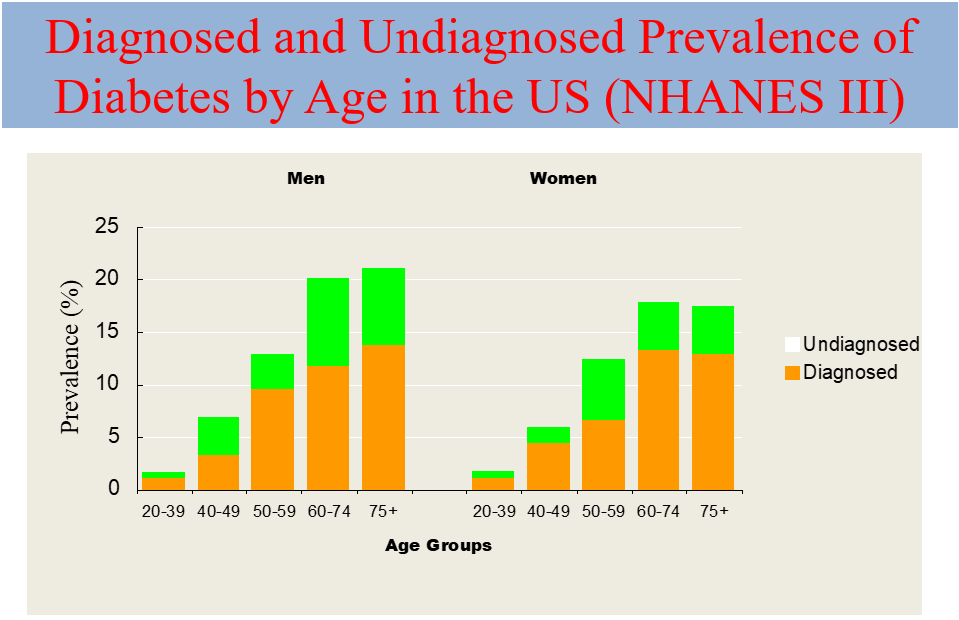 Diagnosed and Undiagnosed Prevalence of
Diabetes by Age in the US (NHANES III)
Men Women
25
20
15
10
5
0
Prevalence (%)
20-39 40-49 50-59 60-74 75+ 20-39 40-49 50-59 60-74 75+
Age Groups
Undiagnosed
Diagnosed